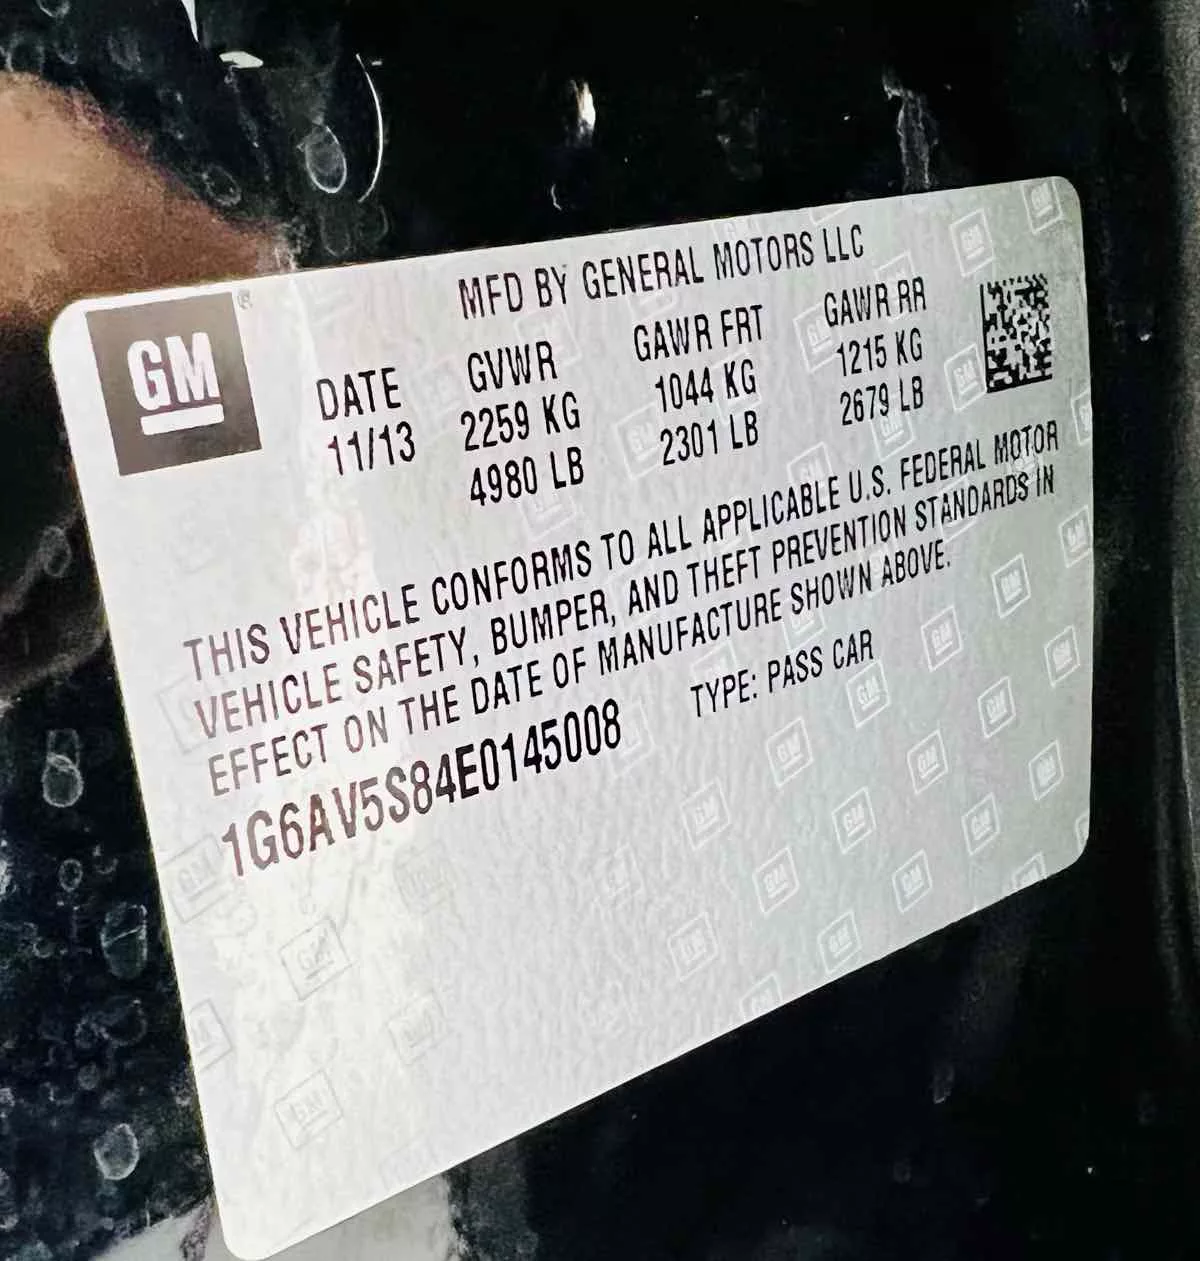 MFD BY GENERAL MOTORS LLC
GM
®
DATE GVWR GAWR FRT GAWR RR
11/13 2259 KG 1044 KG 1215 KG
4980 LB 2301 LB 2679 LB
THIS VEHICLE CONFORMS TO ALL APPLICABLE U.S. FEDERAL MOTOR
VEHICLE SAFETY, BUMPER, AND THEFT PREVENTION STANDARDS IN
EFFECT ON THE DATE OF MANUFACTURE SHOWN ABOVE.
1G6AV5S84E0145008 TYPE: PASS CAR